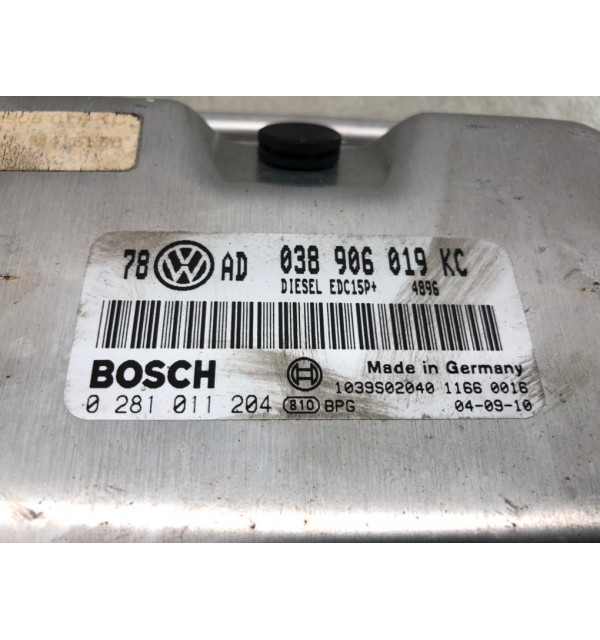 78 VW AD 038 906 019 KC
DIESEL EDC15P+ 4896
BOSCH
Made in Germany
1039S02040 1166 0016
0 281 011 204 810 BPG 04-09-10